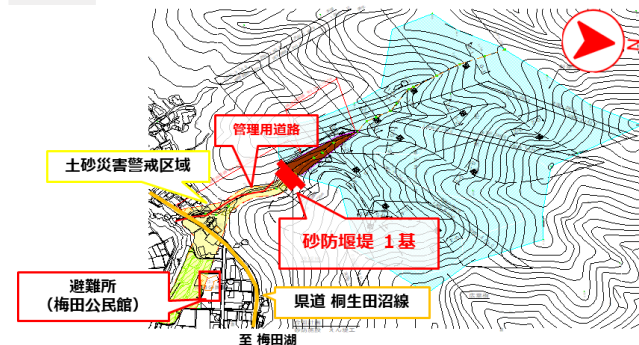 N
管理用道路
土砂災害警戒区域
砂防堰堤 1基
避難所
(梅田公民館)
県道 桐生田沼線
至 梅田湖